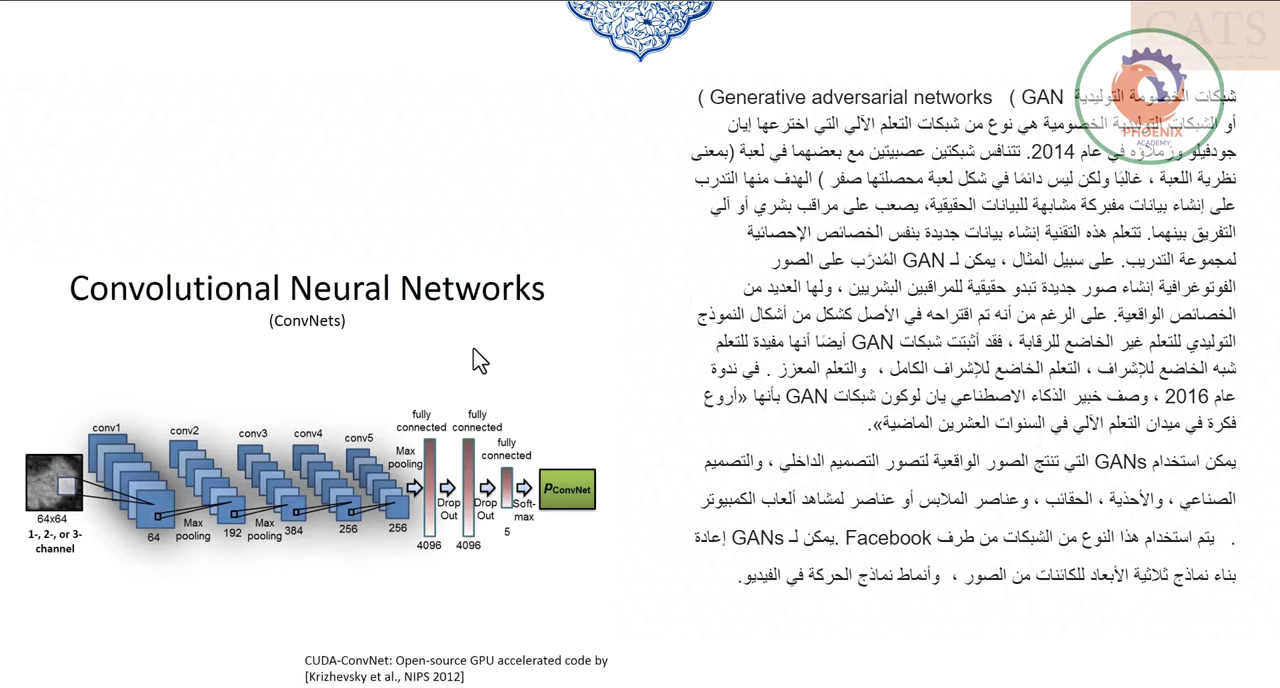 CATS
شبكات الخصومة التوليدية Generative adversarial networks ( GAN )
أو الشبكات التوليدية الخصومية هي نوع من شبكات التعلم الآلي التي اخترعها إيان
جودفيلو وزملاؤه في عام 2014. تتنافس شبكتين عصبيتين مع بعضهما في لعبة (بمعنى
نظرية اللعبة ، غالبًا ولكن ليس دائمًا في شكل لعبة محصلتها صفر ) الهدف منها التدرب
على إنشاء بيانات مفبركة مشابهة للبيانات الحقيقية، يصعب على مراقب بشري أو آلي
التفريق بينهما. تتعلم هذه التقنية إنشاء بيانات جديدة بنفس الخصائص الإحصائية
لمجموعة التدريب. على سبيل المثال ، يمكن لـ GAN المُدرَّب على الصور
الفوتوغرافية إنشاء صور جديدة تبدو حقيقية للمراقبين البشريين ، ولها العديد من
الخصائص الواقعية. على الرغم من أنه تم اقتراحه في الأصل كشكل من أشكال النموذج
التوليدي للتعلم غير الخاضع للرقابة ، فقد أثبتت شبكات GAN أيضًا أنها مفيدة للتعلم
شبه الخاضع للإشراف ، التعلم الخاضع للإشراف الكامل ، والتعلم المعزز . في ندوة
عام 2016 ، وصف خبير الذكاء الاصطناعي يان لوكون شبكات GAN بأنها «أروع
فكرة في ميدان التعلم الآلي في السنوات العشرين الماضية».
يمكن استخدام GANs التي تنتج الصور الواقعية لتصور التصميم الداخلي ، والتصميم
الصناعي ، والأحذية ، الحقائب ، وعناصر الملابس أو عناصر لمشاهد ألعاب الكمبيوتر
. يتم استخدام هذا النوع من الشبكات من طرف Facebook .يمكن لـ GANs إعادة
بناء نماذج ثلاثية الأبعاد للكائنات من الصور ، وأنماط نماذج الحركة في الفيديو.
PHOENIX
ACADEMY
Convolutional Neural Networks
(ConvNets)
conv1 conv2 conv3 conv4 conv5
Max
pooling
fully
connected
fully
connected
fully
connected
64x64
1-, 2-, or 3-
channel
64
Max
pooling
192
Max
pooling
384
256
256
4096
Drop
Out
4096
Drop
Out
5
Soft-
max
pConvNet
CUDA-ConvNet: Open-source GPU accelerated code by
[Krizhevsky et al., NIPS 2012]